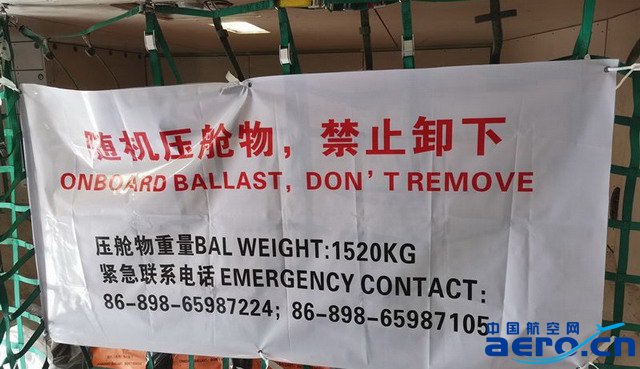 随机压舱物，禁止卸下
ONBOARD BALLAST, DON'T REMOVE
压舱物重量BAL WEIGHT:1520KG
紧急联系电话 EMERGENCY CONTACT:
86-898-65987224; 86-898-65987105
中国航空网
aero.cn